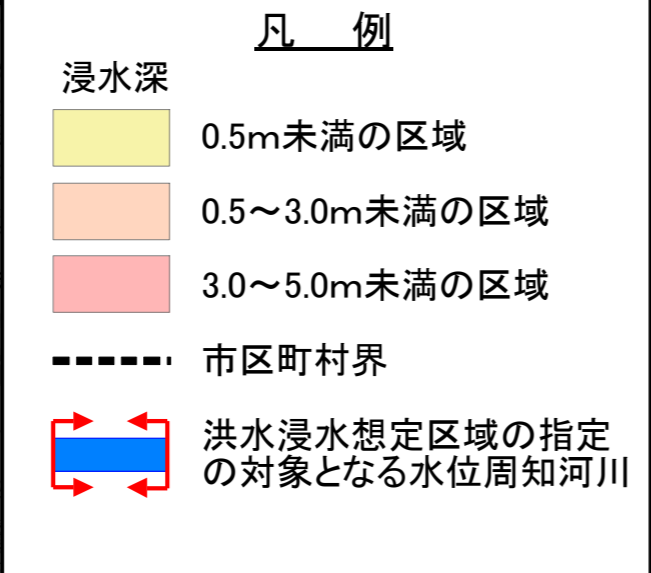 凡 例
浸水深
0.5m未満の区域
0.5～3.0m未満の区域
3.0～5.0m未満の区域
市区町村界
洪水浸水想定区域の指定
の対象となる水位周知河川